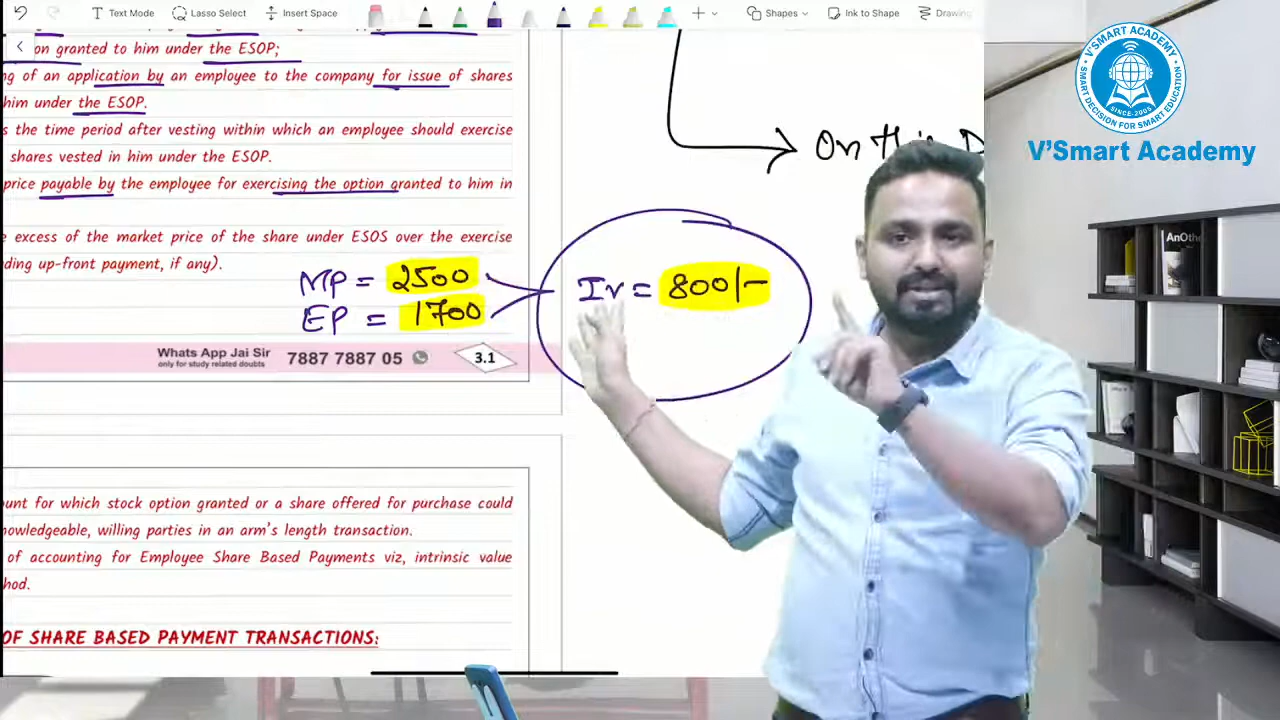 Text Mode Lasso Select Insert Space Shapes Ink to Shape Drawing
on granted to him under the ESOP;
ng of an application by an employee to the company for issue of shares
him under the ESOP.
s the time period after vesting within which an employee should exercise
shares vested in him under the ESOP.
price payable by the employee for exercising the option granted to him in
e excess of the market price of the share under ESOS over the exercise
ding up-front payment, if any).
MP = 2500
EP = 1700
IV = 800/-
On this D
Whats App Jai Sir
only for study related doubts
7887 7887 05
3.1
unt for which stock option granted or a share offered for purchase could
nowledgeable, willing parties in an arm's length transaction.
of accounting for Employee Share Based Payments viz, intrinsic value
hod.
OF SHARE BASED PAYMENT TRANSACTIONS:
V'SMART ACADEMY
SMART DECISION FOR SMART EDUCATION
SINCE-2005
V'Smart Academy
AnOthe